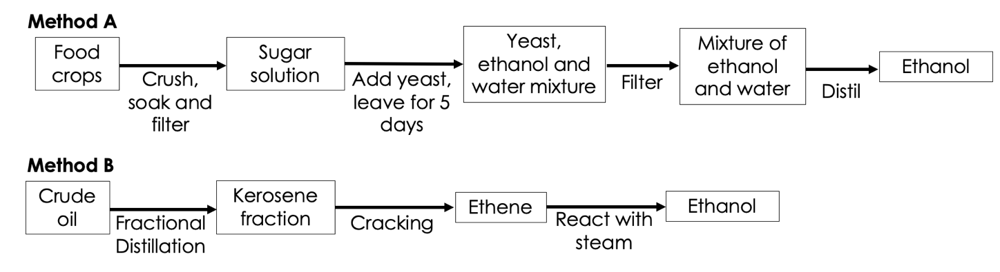 Method A
Food
crops
Crush,
soak and
filter
Sugar
solution
Add yeast,
leave for 5
days
Yeast,
ethanol and
water mixture
Filter
Mixture of
ethanol
and water
Distil
Ethanol
Method B
Crude
oil
Fractional
Distillation
Kerosene
fraction
Cracking
Ethene
React with
steam
Ethanol